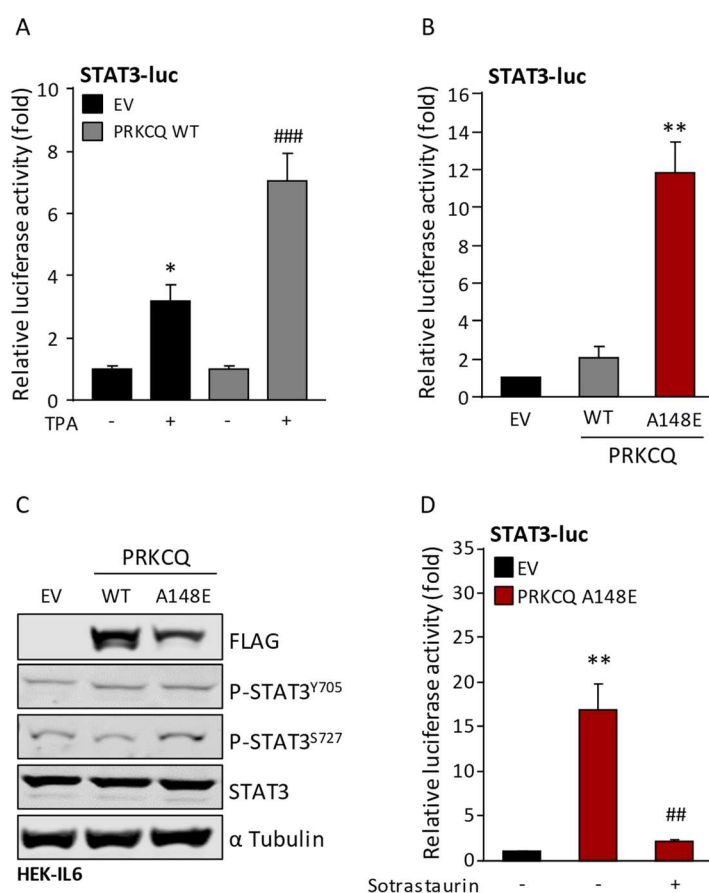 A
STAT3-luc
EV
PRKCQ WT
Relative luciferase activity (fold)
10
8
6
4
2
0
*
###
TPA - + - +
B
STAT3-luc
Relative luciferase activity (fold)
16
14
12
10
8
6
4
2
0
**
EV WT A148E
PRKCQ
C
PRKCQ
EV WT A148E
FLAG
P-STAT3Y705
P-STAT3S727
STAT3
α Tubulin
HEK-IL6
D
STAT3-luc
EV
PRKCQ A148E
Relative luciferase activity (fold)
35
30
25
20
15
10
5
0
**
##
Sotrastaurin - - +